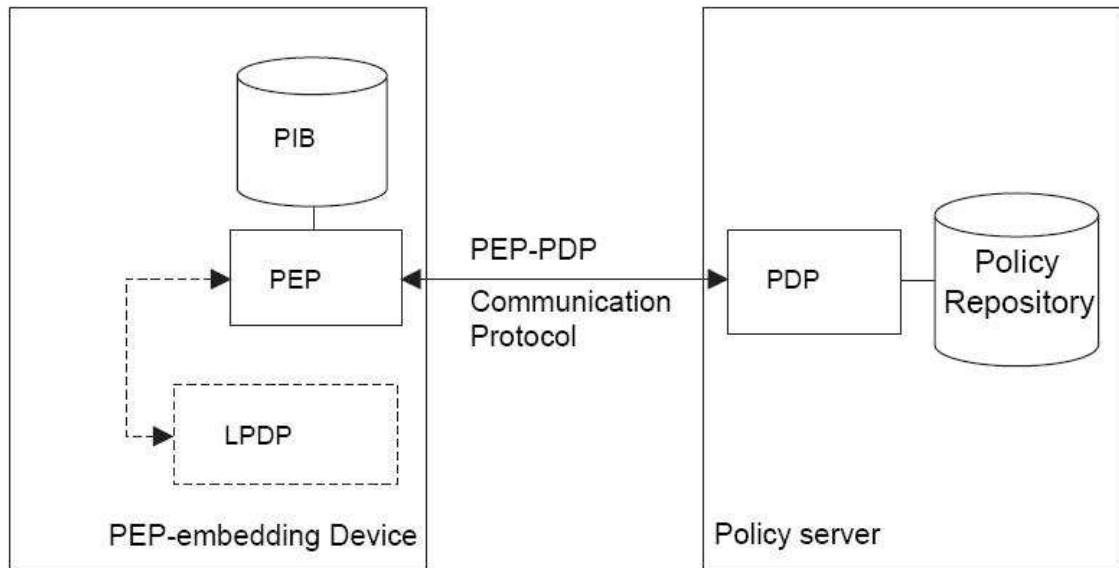 PIB
PEP
LPDP
PEP-embedding Device
PEP-PDP
Communication
Protocol
PDP
Policy
Repository
Policy server